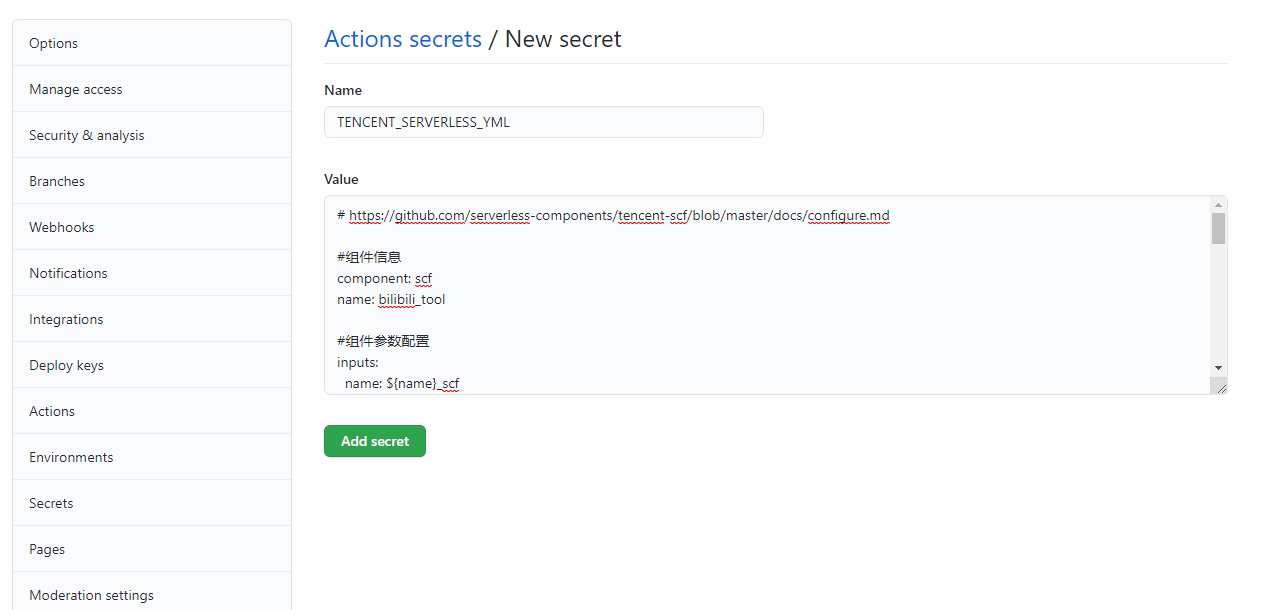 Options
Manage access
Security & analysis
Branches
Webhooks
Notifications
Integrations
Deploy keys
Actions
Environments
Secrets
Pages
Moderation settings
Actions secrets / New secret
Name
TENCENT_SERVERLESS_YML
Value
# https://github.com/serverless-components/tencent-scf/blob/master/docs/configure.md
#组件信息
component: scf
name: bilibili_tool
#组件参数配置
inputs:
name: ${name}_scf
Add secret